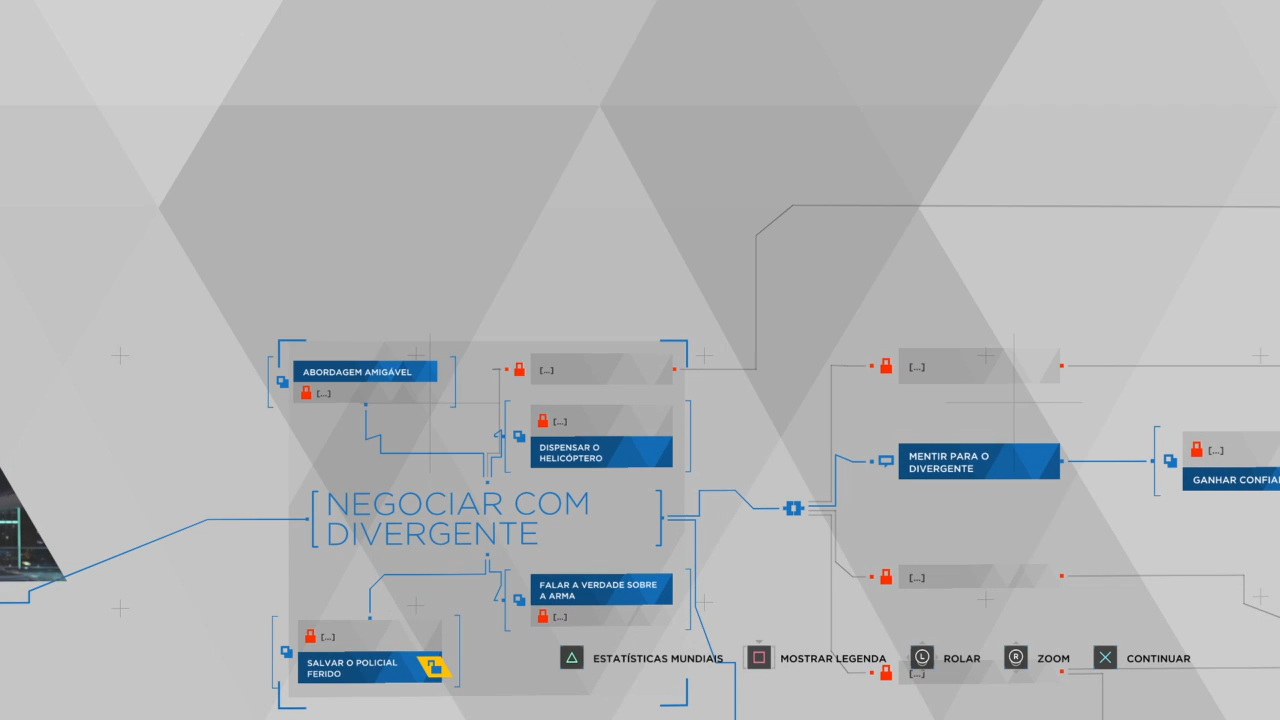 ABORDAGEM AMIGÁVEL
[...]
[...]
[...]
DISPENSAR O
HELICÓPTERO
NEGOCIAR COM
DIVERGENTE
FALAR A VERDADE SOBRE
A ARMA
[...]
[...]
SALVAR O POLICIAL
FERIDO
[...]
MENTIR PARA O
DIVERGENTE
[...]
GANHAR CONFIA
[...]
[...]
ESTATÍSTICAS MUNDIAIS
MOSTRAR LEGENDA
L
ROLAR
R
ZOOM
CONTINUAR